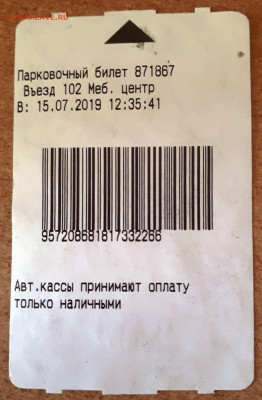 Парковочный билет 871867
Въезд 102 Меб. центр
В: 15.07.2019 12:35:41
957208681817332266
Авт.кассы принимают оплату
только наличными